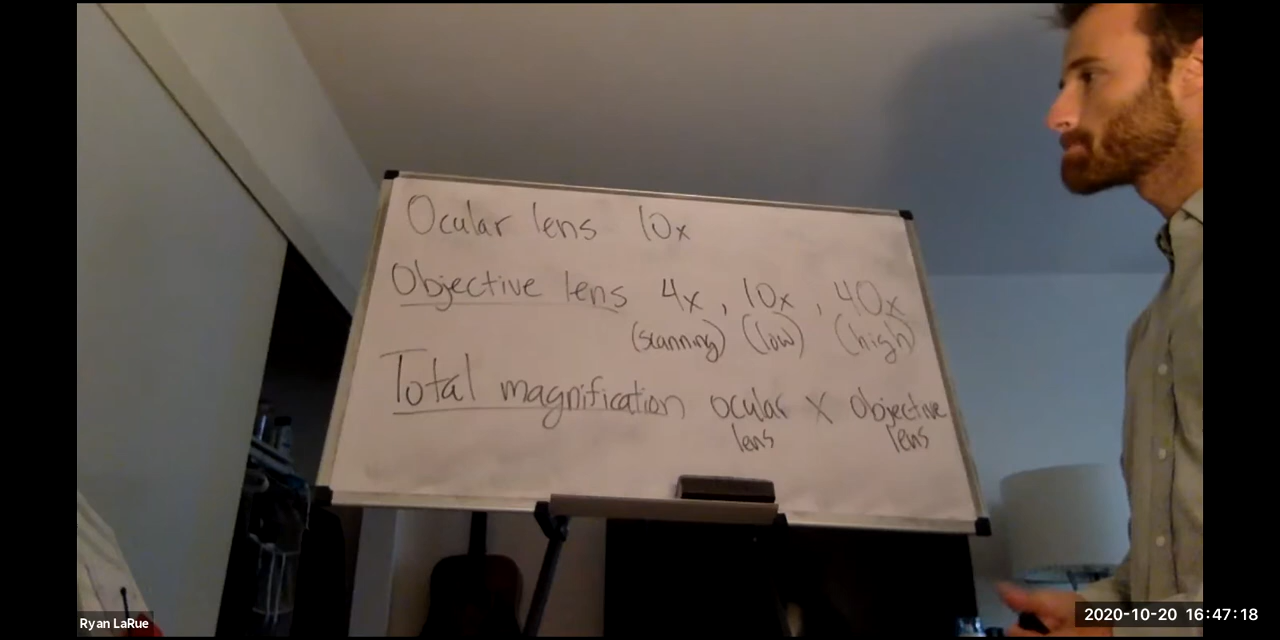 Ocular lens 10x
Objective lens 4x, 10x, 40x
(scanning) (low) (high)
Total magnification ocular X objective
lens lens
Ryan LaRue
2020-10-20 16:47:18